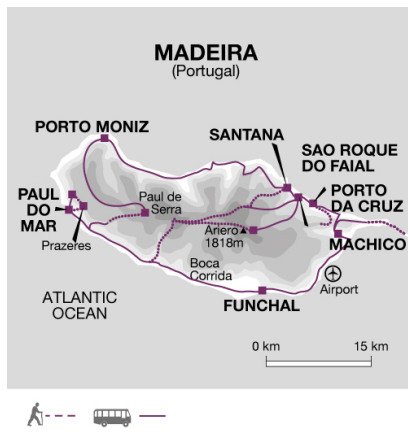 MADEIRA
(Portugal)
PORTO MONIZ
SANTANA
SAO ROQUE
DO FAIAL
PAUL
DO
MAR
Paul de
Serra
PORTO
DA CRUZ
Prazeres
Ariero
1818m
MACHICO
Boca
Corrida
Airport
ATLANTIC
OCEAN
FUNCHAL
0 km
15 km